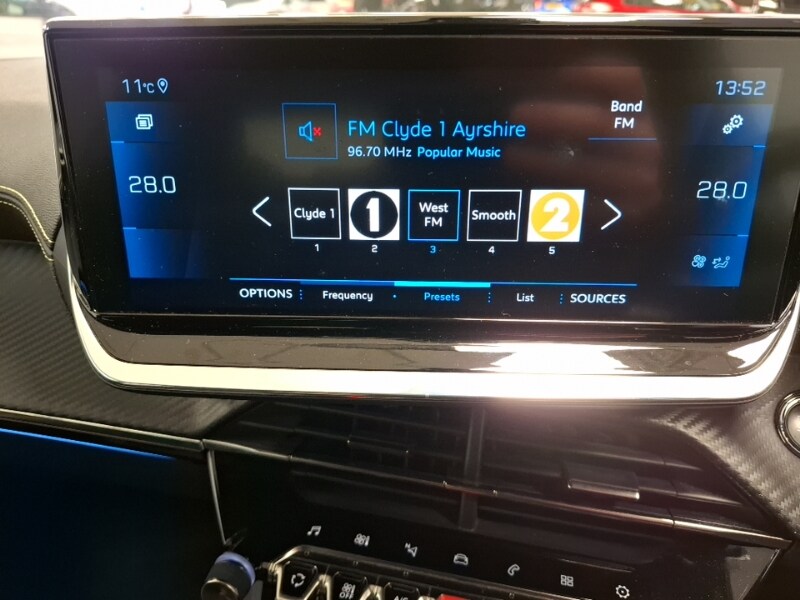 11°C
13:52
Band
FM
FM Clyde 1 Ayrshire
96.70 MHz Popular Music
28.0
28.0
Clyde 1
1
West
FM
Smooth
2
1
2
3
4
5
OPTIONS Frequency Presets List SOURCES
OFF
A/C